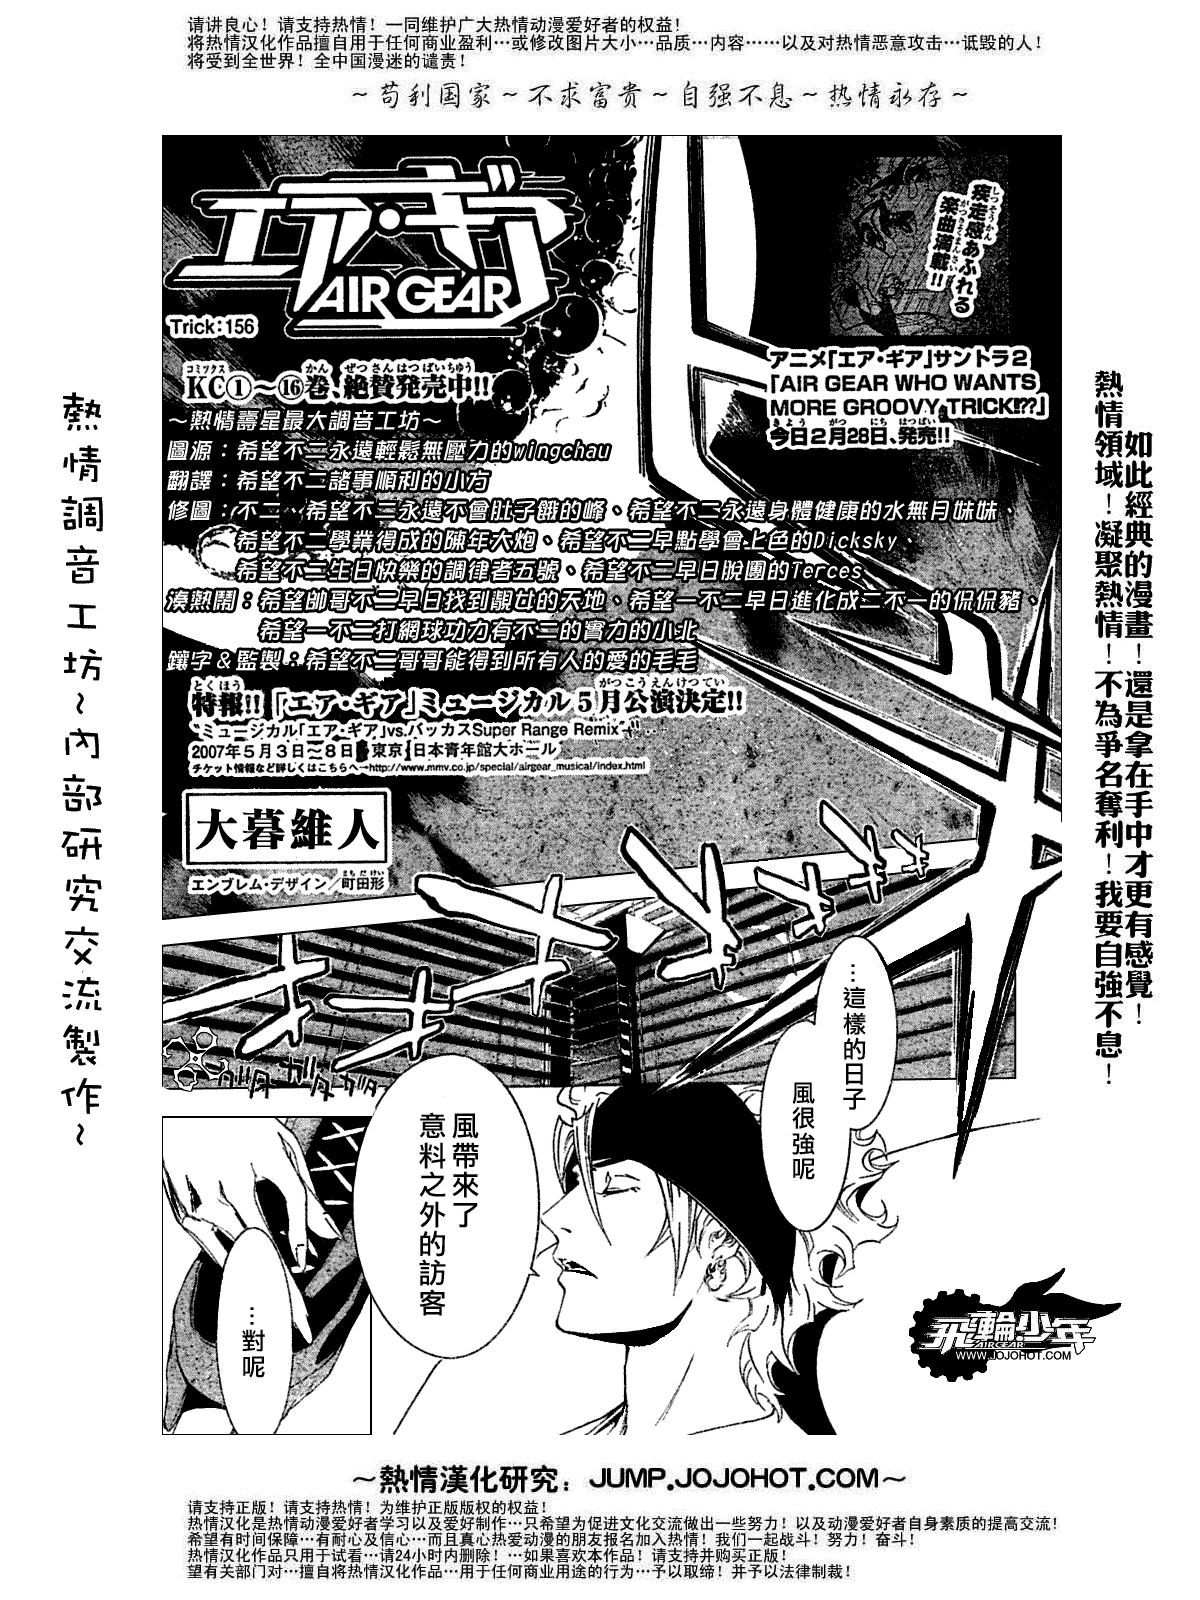 请讲良心！请支持热情！一同维护广大热情动漫爱好者的权益！
将热情汉化作品擅自用于任何商业盈利…或修改图片大小…品质…内容……以及对热情恶意攻击…诋毁的人！
将受到全世界！全中国漫迷的谴责！
～苟利国家～不求富贵～自强不息～热情永存～
エア・ギア
AIR GEAR
Trick:156
疾走感あふれる
楽曲満載!!
アニメ「エア・ギア」サントラ2
「AIR GEAR WHO WANTS
MORE GROOVY TRICK!??」
今日2月28日、発売!!
KC①～⑯巻、絶賛発売中!!
～熱情壽星最大調音工坊～
圖源：希望不二永遠輕鬆無壓力的wingchau
翻譯：希望不二諸事順利的小方
修圖：不二、希望不二永遠不會肚子餓的峰、希望不二永遠身體健康的水無月妹妹、
希望不二學業得成的陳年大炮、希望不二早點學會上色的Dicksky、
希望不二生日快樂的調律者五號、希望不二早日脫團的Terces
湊熱鬧：希望帥哥不二早日找到靚女的天地、希望一不二早日進化成二不一的侃侃豬、
希望一不二打網球功力有不二的實力的小北
鑲字＆監製：希望不二哥哥能得到所有人的愛的毛毛
特報!!「エア・ギア」ミュージカル5月公演決定!!
ミュージカル「エア・ギア」vs.バッカスSuper Range Remix
2007年5月3日～8日 東京 日本青年館大ホール
チケット情報など詳しくはこちらへ→http://www.mmv.co.jp/special/airgear_musical/index.html
大暮維人
エンブレム・デザイン／町田形
如此經典的漫畫！還是拿在手中才更有感覺！
熱情領域！凝聚熱情！不為爭名奪利！我要自強不息！
熱情調音工坊～內部研究交流製作～
…這樣的日子
風很強呢
風帶來了
意料之外的訪客
…對呢
飛輪少年
AIRGEAR
WWW.JOJOHOT.COM
～熱情漢化研究：JUMP.JOJOHOT.COM～
请支持正版！请支持热情！为维护正版版权的权益！
热情汉化是热情动漫爱好者学习以及爱好制作…只希望为促进文化交流做出一些努力！以及动漫爱好者自身素质的提高交流！
希望有时间保障…有耐心及信心…而且真心热爱动漫的朋友报名加入热情！我们一起战斗！努力！奋斗！
热情汉化作品只用于试看…请24小时内删除！…如果喜欢本作品！请支持并购买正版！
望有关部门对…擅自将热情汉化作品…用于任何商业用途的行为…予以取缔！并予以法律制裁！